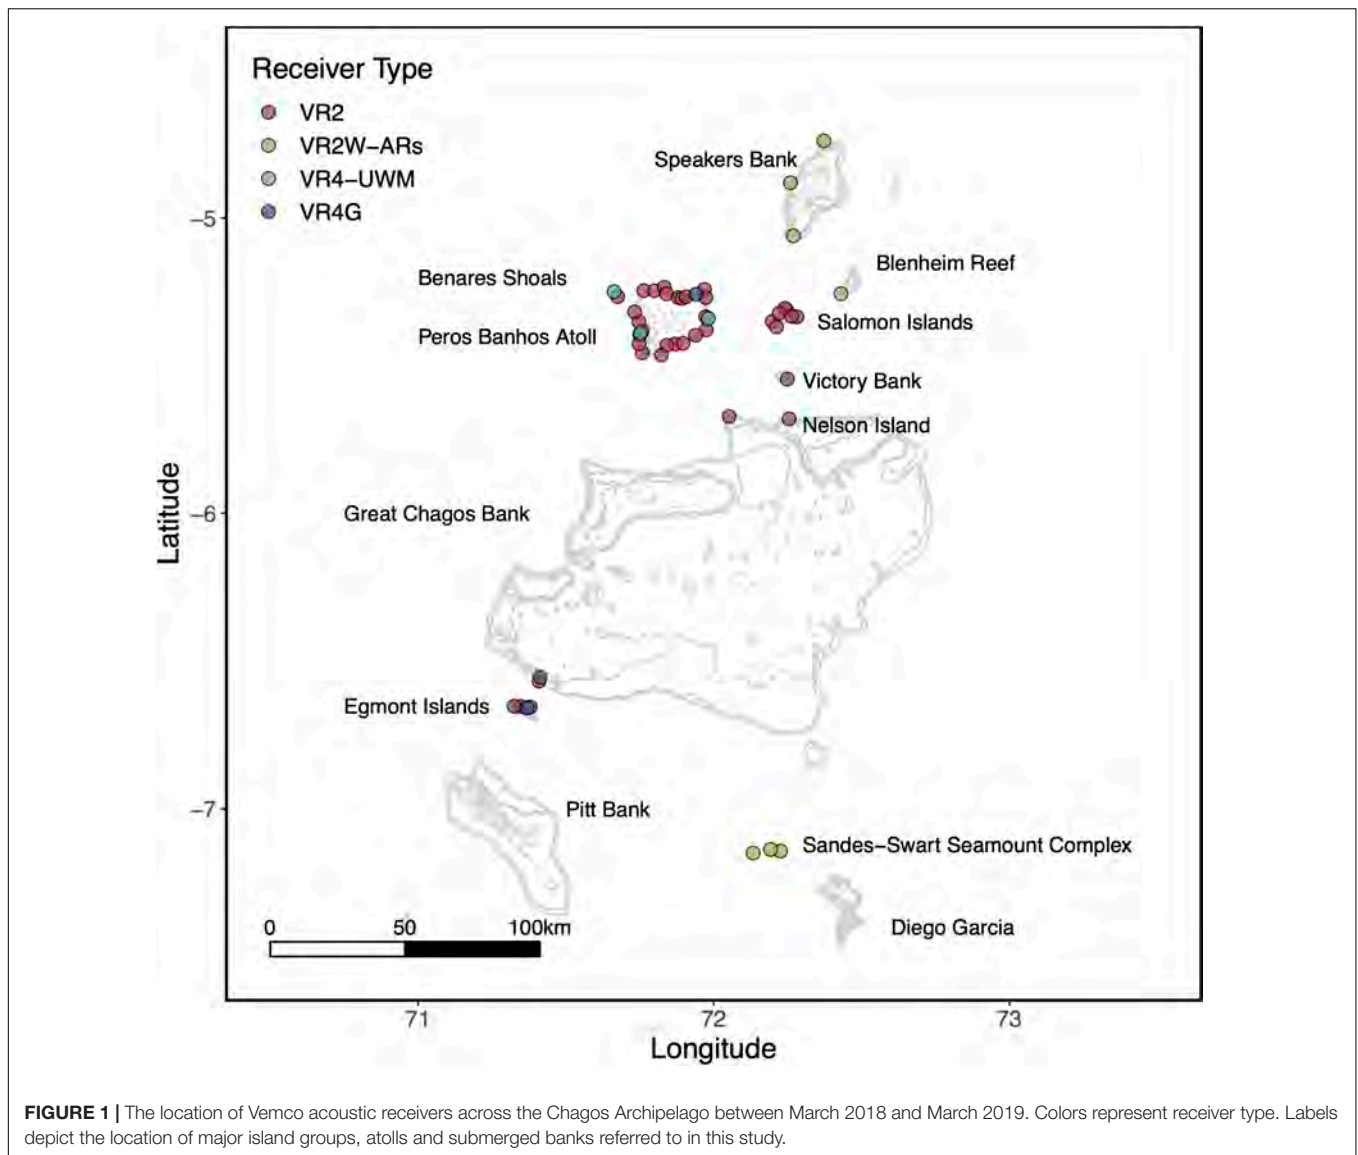 Receiver Type
VR2
VR2W-ARs
VR4-UWM
VR4G
Speakers Bank
-5
Blenheim Reef
Benares Shoals
Salomon Islands
Peros Banhos Atoll
Victory Bank
Nelson Island
Latitude
-6
Great Chagos Bank
Egmont Islands
-7
Pitt Bank
Sandes-Swart Seamount Complex
0 50 100km
Diego Garcia
71 72 73
Longitude
FIGURE 1 | The location of Vemco acoustic receivers across the Chagos Archipelago between March 2018 and March 2019. Colors represent receiver type. Labels
depict the location of major island groups, atolls and submerged banks referred to in this study.